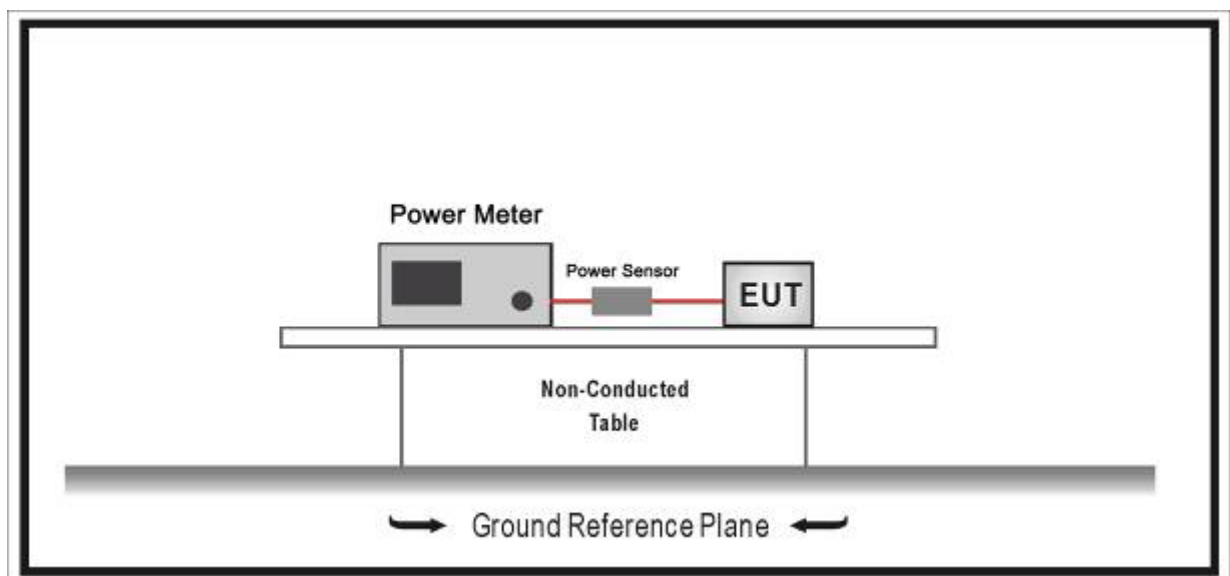 Power Meter
Power Sensor
EUT
Non-Conducted
Table
Ground Reference Plane